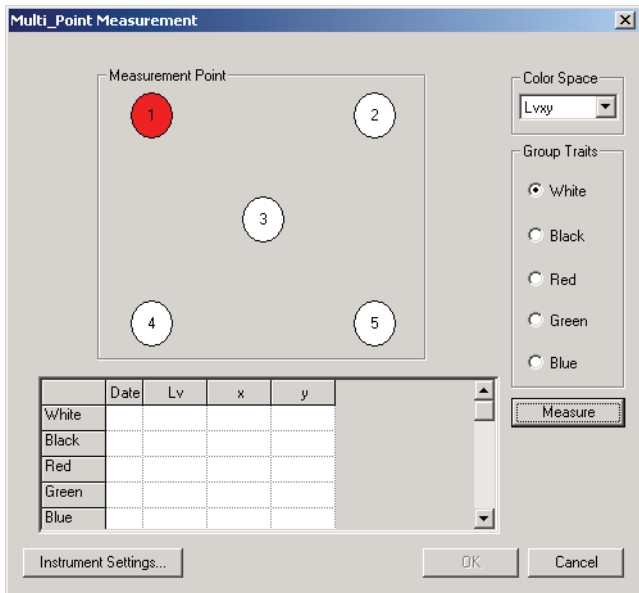 Multi_Point Measurement
Measurement Point
1
2
3
4
5
Color Space
Lvxy
Group Traits
White
Black
Red
Green
Blue
Measure
Date Lv x y
White
Black
Red
Green
Blue
Instrument Settings...
OK
Cancel